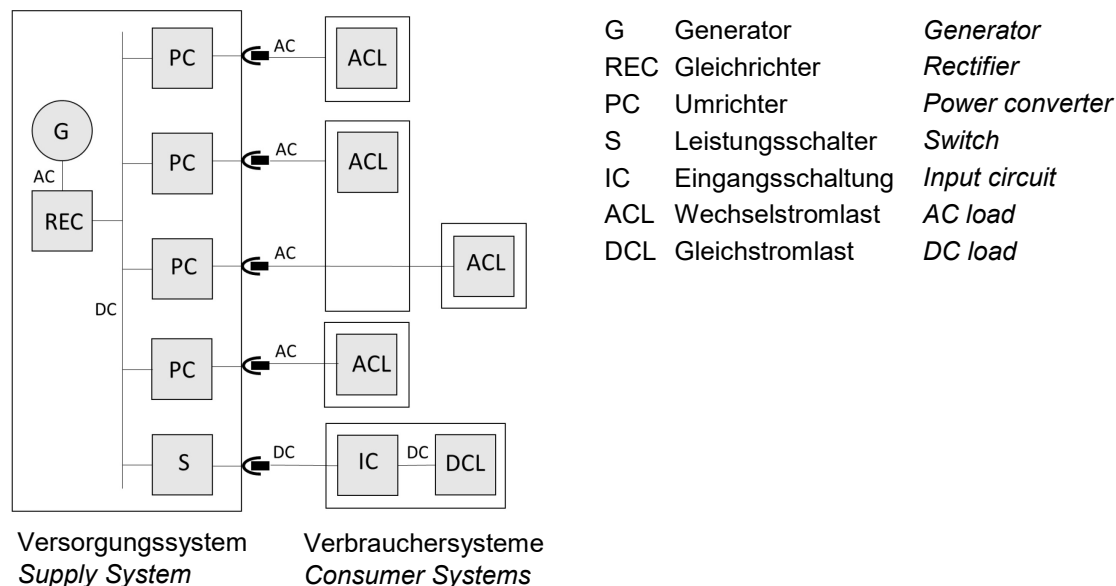 PC AC ACL
G
PC AC ACL
AC
REC
PC AC ACL
DC
PC AC ACL
S DC IC DC DCL
Versorgungssystem
Supply System
Verbrauchersysteme
Consumer Systems
G Generator Generator
REC Gleichrichter Rectifier
PC Umrichter Power converter
S Leistungsschalter Switch
IC Eingangsschaltung Input circuit
ACL Wechselstromlast AC load
DCL Gleichstromlast DC load